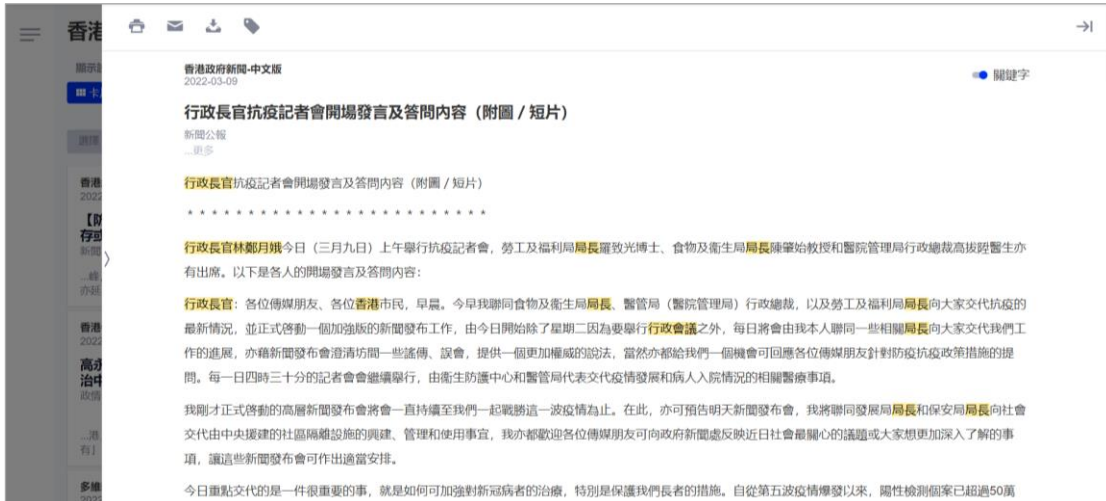 香港
顯示
卡
選擇
香港政府新聞-中文版
2022-03-09
關鍵字
行政長官抗疫記者會開場發言及答問內容（附圖 / 短片）
新聞公報
...更多
行政長官抗疫記者會開場發言及答問內容（附圖／短片）
* * * * * * * * * * * * * * * * * * * * * * * * *
行政長官林鄭月娥今日（三月九日）上午舉行抗疫記者會，勞工及福利局局長羅致光博士、食物及衞生局局長陳肇始教授和醫院管理局行政總裁高拔陞醫生亦
有出席。以下是各人的開場發言及答問內容：
行政長官：各位傳媒朋友、各位香港市民，早晨。今早我聯同食物及衞生局局長、醫管局（醫院管理局）行政總裁，以及勞工及福利局局長向大家交代抗疫的
最新情況，並正式啓動一個加強版的新聞發布工作，由今日開始除了星期二因為要舉行行政會議之外，每日將會由我本人聯同一些相關局長向大家交代我們工
作的進展，亦藉新聞發布會澄清坊間一些謠傳、誤會，提供一個更加權威的說法，當然亦都給我們一個機會可回應各位傳媒朋友針對防疫抗疫政策措施的提
問。每一日四時三十分的記者會會繼續舉行，由衞生防護中心和醫管局代表交代疫情發展和病人入院情況的相關醫療事項。
我剛才正式啓動的高層新聞發布會將會一直持續至我們一起戰勝這一波疫情為止。在此，亦可預告明天新聞發布會，我將聯同發展局局長和保安局局長向社會
交代由中央援建的社區隔離設施的興建、管理和使用事宜，我亦都歡迎各位傳媒朋友可向政府新聞處反映近日社會最關心的議題或大家想更加深入了解的事
項，讓這些新聞發布會可作出適當安排。
今日重點交代的是一件很重要的事，就是如何可加強對新冠病者的治療，特別是保護我們長者的措施。自從第五波疫情爆發以來，陽性檢測個案已超過50萬
香港
2022
【防
存或
新聞
香港
2022
高永
治中
政情
...港
有］
多維